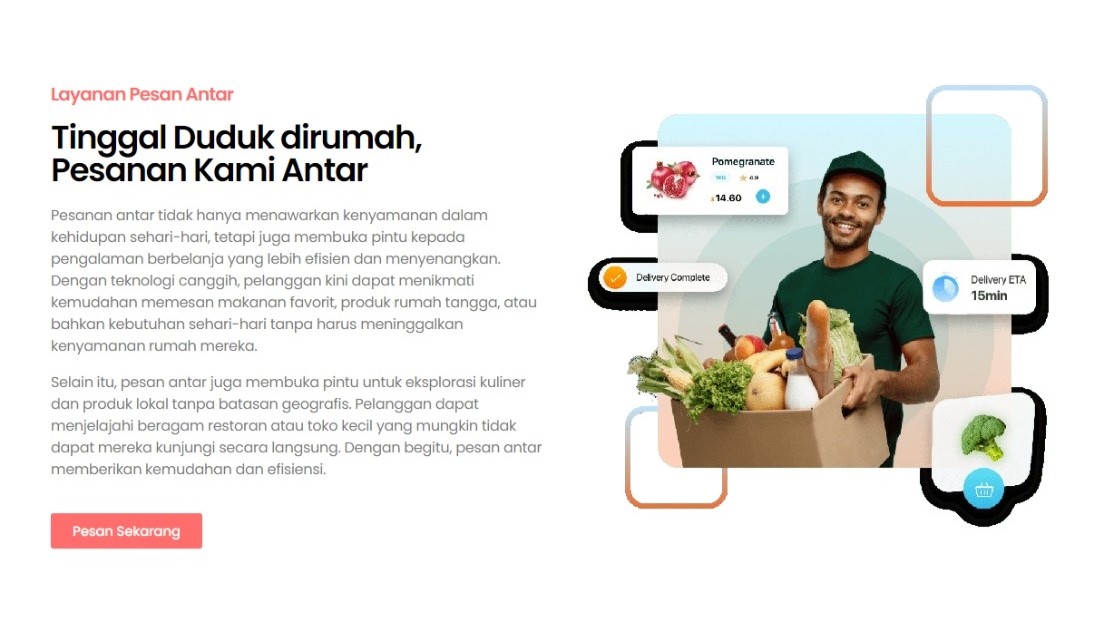 Layanan Pesan Antar
Tinggal Duduk dirumah,
Pesanan Kami Antar
Pesanan antar tidak hanya menawarkan kenyamanan dalam
kehidupan sehari-hari, tetapi juga membuka pintu kepada
pengalaman berbelanja yang lebih efisien dan menyenangkan.
Dengan teknologi canggih, pelanggan kini dapat menikmati
kemudahan memesan makanan favorit, produk rumah tangga, atau
bahkan kebutuhan sehari-hari tanpa harus meninggalkan
kenyamanan rumah mereka.
Selain itu, pesan antar juga membuka pintu untuk eksplorasi kuliner
dan produk lokal tanpa batasan geografis. Pelanggan dapat
menjelajahi beragam restoran atau toko kecil yang mungkin tidak
dapat mereka kunjungi secara langsung. Dengan begitu, pesan antar
memberikan kemudahan dan efisiensi.
Pesan Sekarang
Pomegranate
4.9
$14.60
Delivery Complete
Delivery ETA
15min